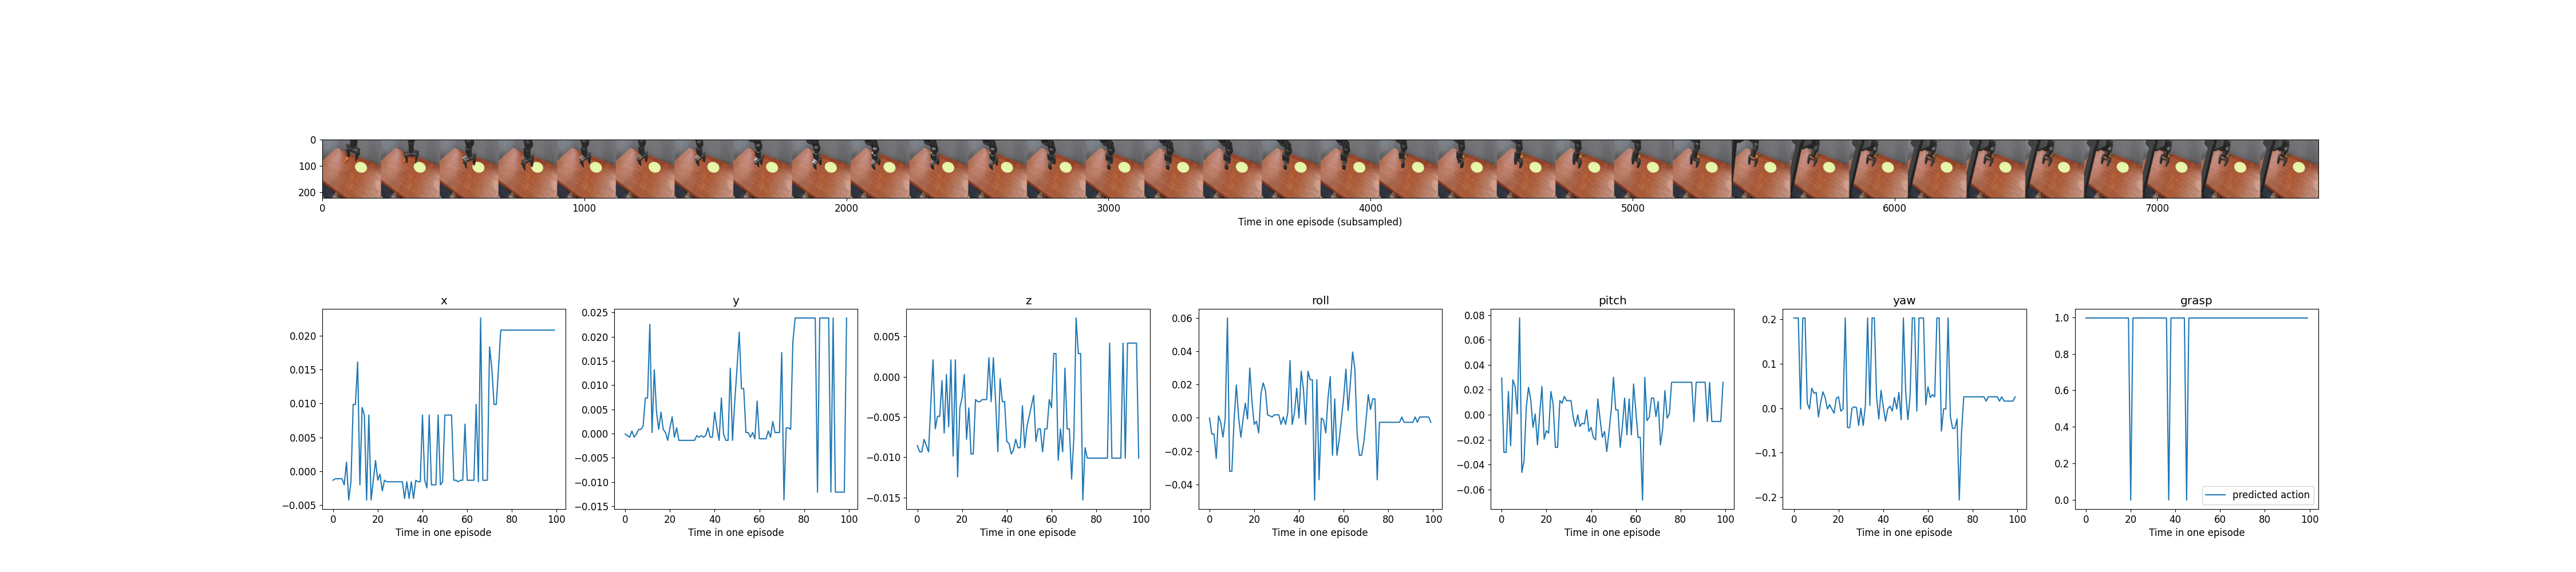 0
100
200
0 1000 2000 3000 4000 5000 6000 7000
Time in one episode (subsampled)
x y z roll pitch yaw grasp
0.020
0.015
0.010
0.005
0.000
−0.005
0 20 40 60 80 100
Time in one episode
0.025
0.020
0.015
0.010
0.005
0.000
−0.005
−0.010
−0.015
0 20 40 60 80 100
Time in one episode
0.005
0.000
−0.005
−0.010
−0.015
0 20 40 60 80 100
Time in one episode
0.06
0.04
0.02
0.00
−0.02
−0.04
0 20 40 60 80 100
Time in one episode
0.08
0.06
0.04
0.02
0.00
−0.02
−0.04
−0.06
0 20 40 60 80 100
Time in one episode
0.2
0.1
0.0
−0.1
−0.2
0 20 40 60 80 100
Time in one episode
1.0
0.8
0.6
0.4
0.2
0.0
predicted action
0 20 40 60 80 100
Time in one episode